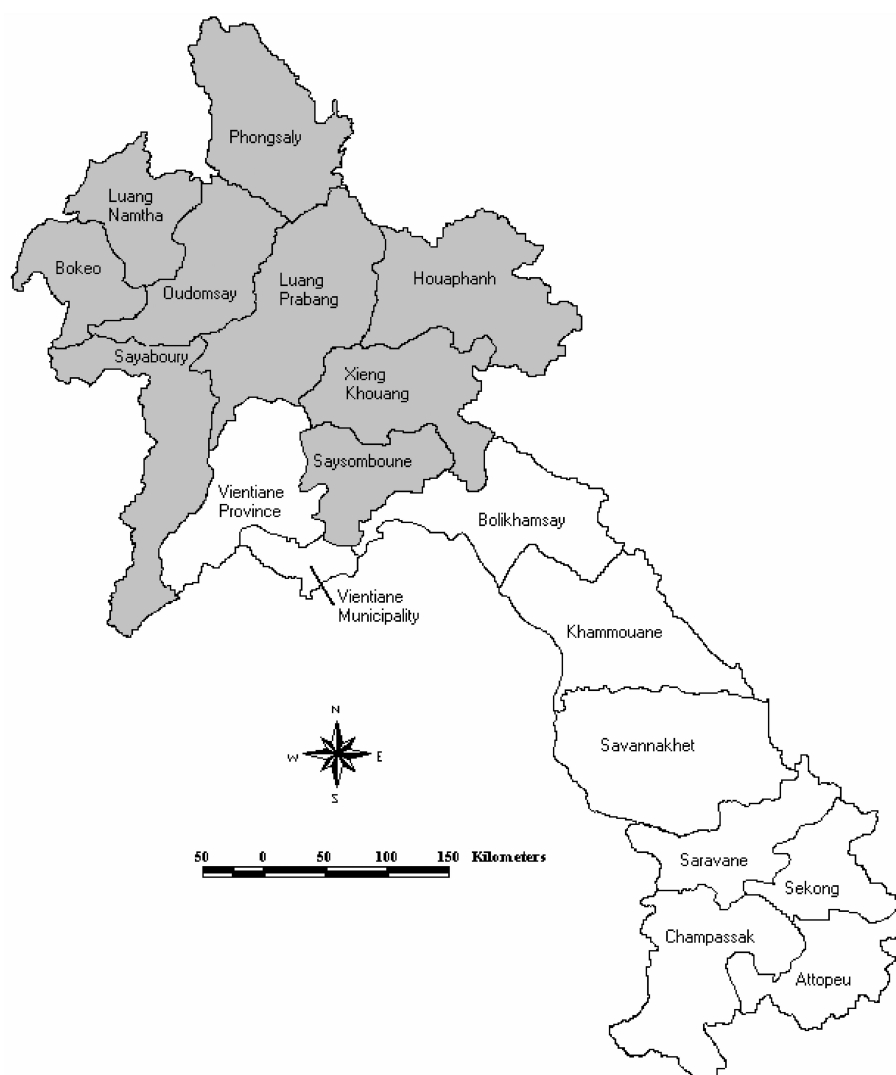 Phongsaly
Luang
Namtha
Bokeo
Oudomsay
Luang
Prabang
Houaphanh
Sayaboury
Xieng
Khouang
Saysomboune
Vientiane
Province
Bolikhamsay
Vientiane
Municipality
Khammouane
N
W
E
S
Savannakhet
50 0 50 100 150 Kilometers
Saravane
Sekong
Champassak
Attopeu